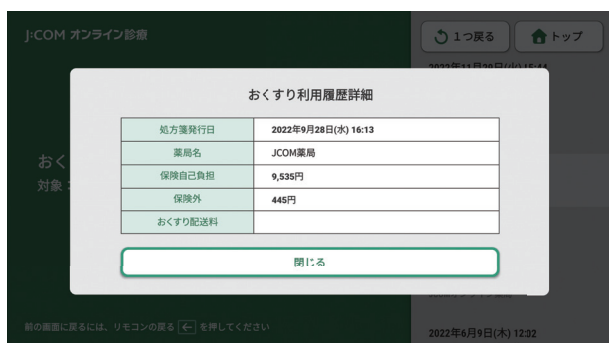 J:COM オンライン診療
1つ戻る
トップ
おくすり利用履歴詳細
処方箋発行日 2022年9月28日(水) 16:13
薬局名 JCOM薬局
保険自己負担 9,535円
保険外 445円
おくすり配送料
閉じる
おく
対象:
前の画面に戻るには、リモコンの戻る ← を押してください
2022年6月9日(木) 12:02